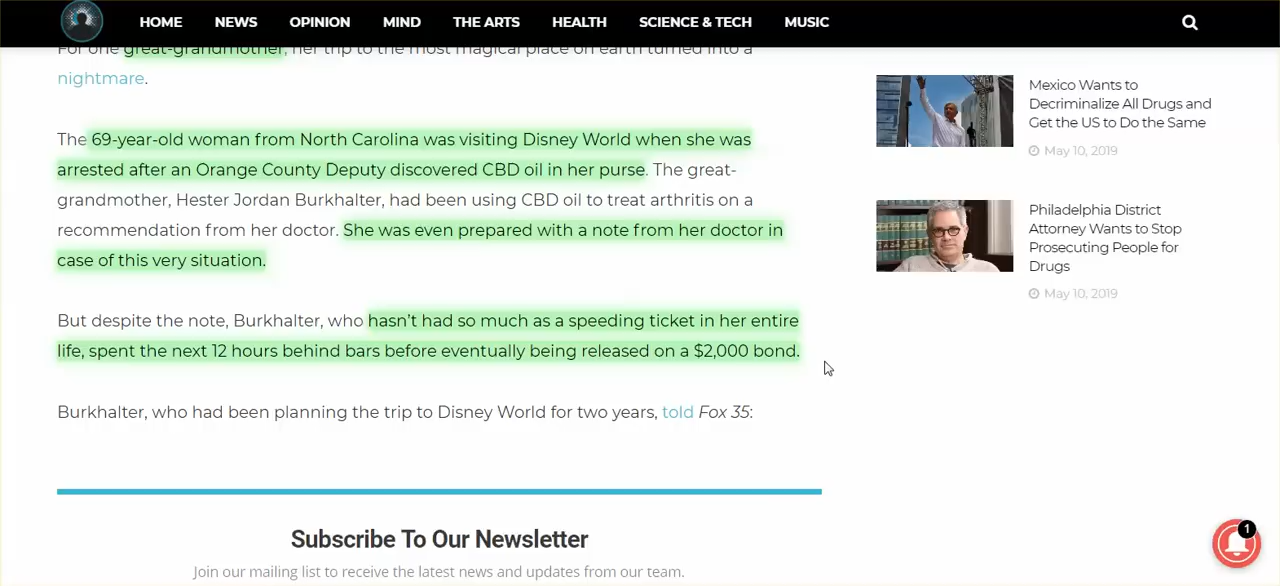 HOME NEWS OPINION MIND THE ARTS HEALTH SCIENCE & TECH MUSIC
For one great-grandmother, her trip to the most magical place on earth turned into a
nightmare.
The 69-year-old woman from North Carolina was visiting Disney World when she was
arrested after an Orange County Deputy discovered CBD oil in her purse. The great-
grandmother, Hester Jordan Burkhalter, had been using CBD oil to treat arthritis on a
recommendation from her doctor. She was even prepared with a note from her doctor in
case of this very situation.
But despite the note, Burkhalter, who hasn't had so much as a speeding ticket in her entire
life, spent the next 12 hours behind bars before eventually being released on a $2,000 bond.
Burkhalter, who had been planning the trip to Disney World for two years, told Fox 35:
Subscribe To Our Newsletter
Join our mailing list to receive the latest news and updates from our team.
Mexico Wants to
Decriminalize All Drugs and
Get the US to Do the Same
May 10, 2019
Philadelphia District
Attorney Wants to Stop
Prosecuting People for
Drugs
May 10, 2019
1